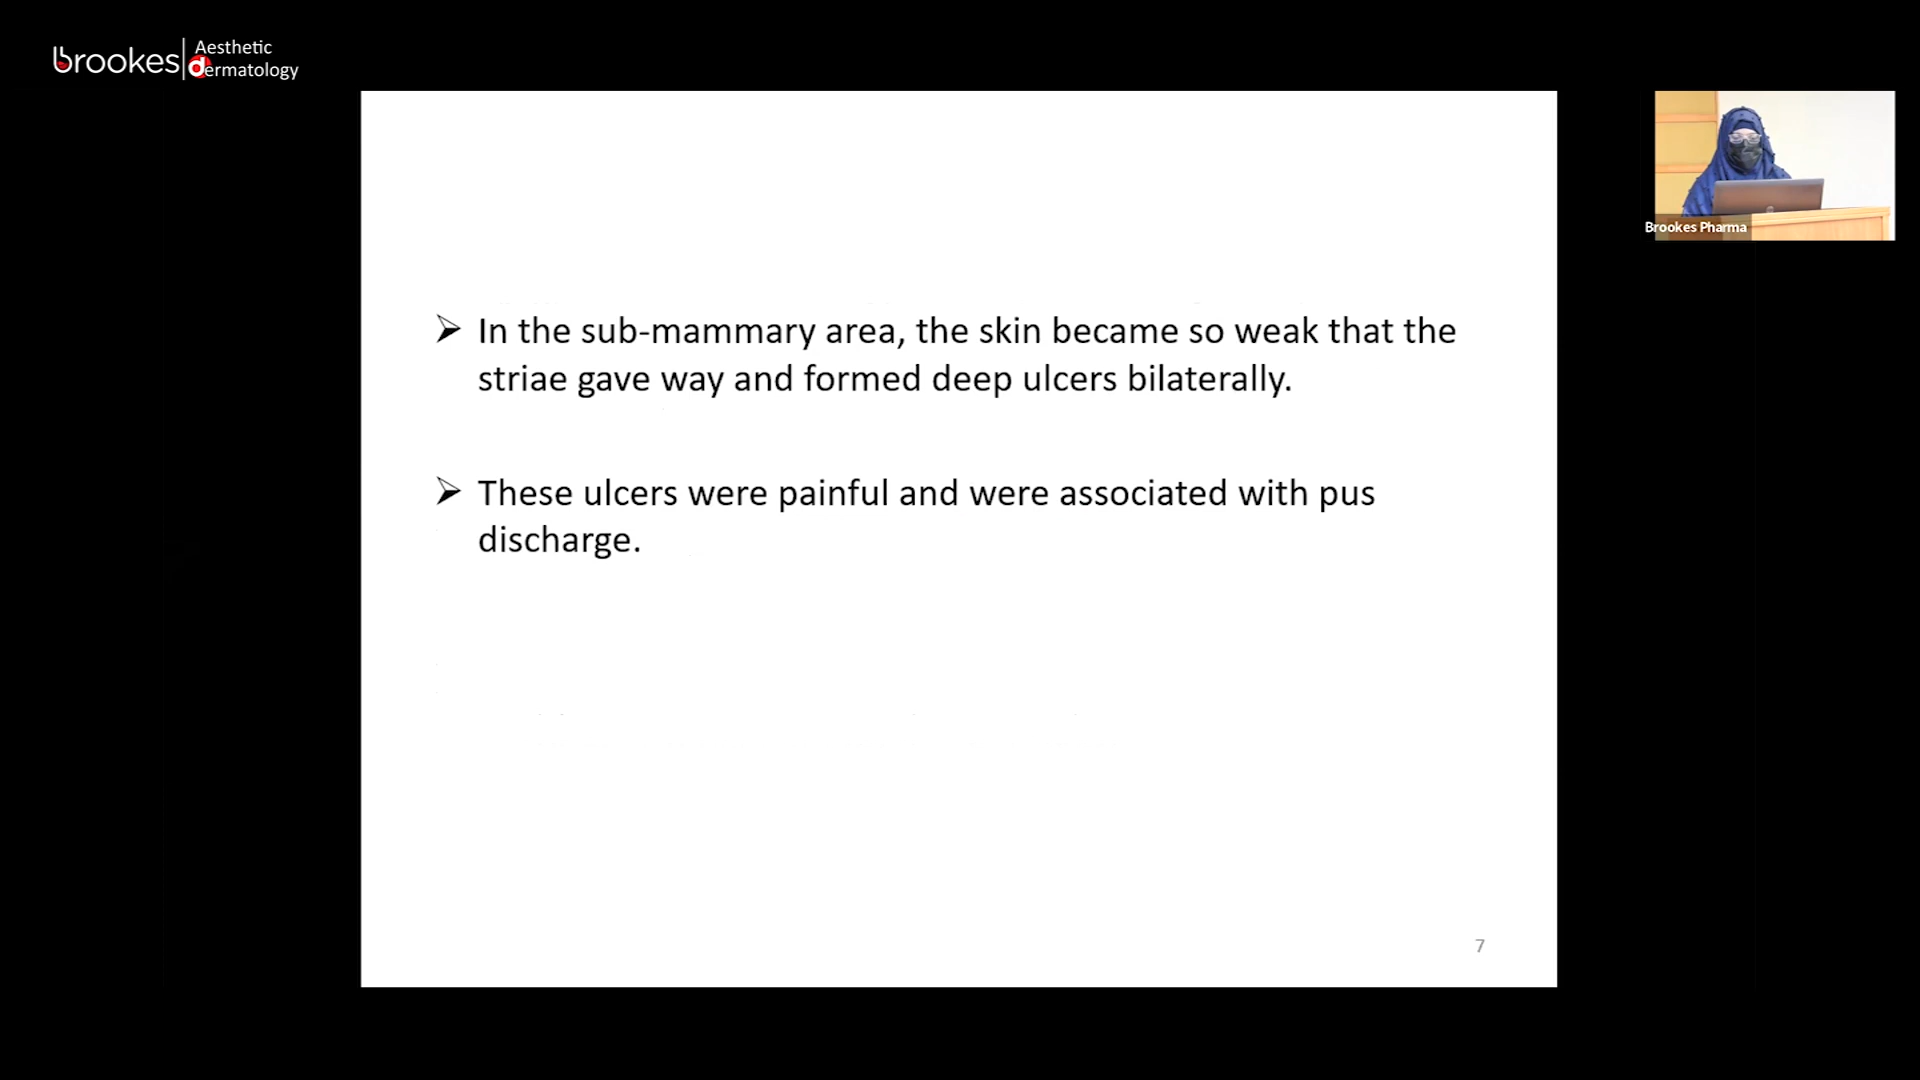 brookes
Aesthetic
dermatology
Brookes Pharma
➢ In the sub-mammary area, the skin became so weak that the
striae gave way and formed deep ulcers bilaterally.
➢ These ulcers were painful and were associated with pus
discharge.
7